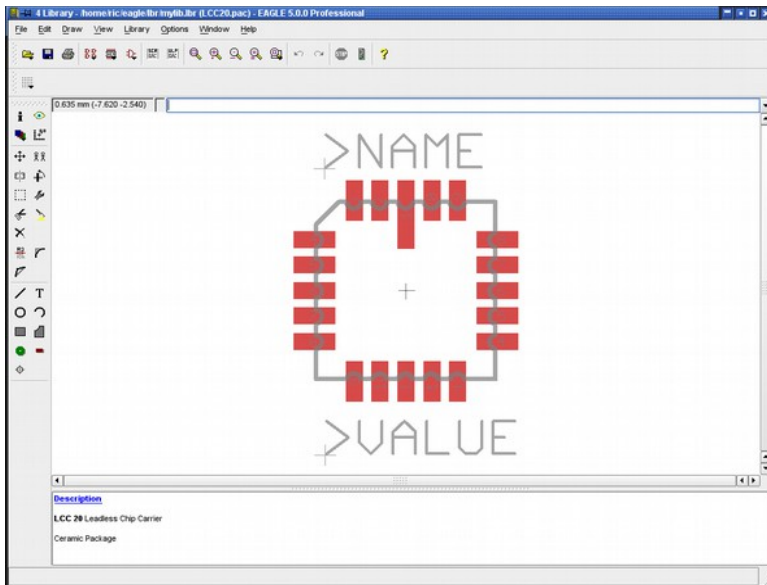 4 Library - /home/ric/eagle/lbr/mylib.lbr (LCC20.pac) - EAGLE 5.0.0 Professional
File Edit Draw View Library Options Window Help
0.635 mm (-7.620 -2.540)
>NAME
>VALUE
Description
LCC 20 Leadless Chip Carrier
Ceramic Package